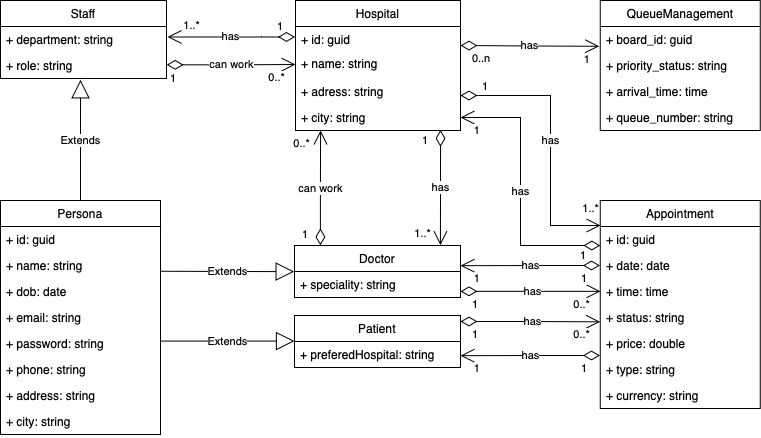 Staff
+ department: string
+ role: string
1..*
has
1
1
can work
0..*
Hospital
+ id: guid
+ name: string
+ adress: string
+ city: string
0..n
has
1
QueueManagement
+ board_id: guid
+ priority_status: string
+ arrival_time: time
+ queue_number: string
Extends
0..*
can work
1
1
has
1..*
1
has
1..*
1
has
1
Persona
+ id: guid
+ name: string
+ dob: date
+ email: string
+ password: string
+ phone: string
+ address: string
+ city: string
Extends
Extends
Doctor
+ speciality: string
Patient
+ preferedHospital: string
1
has
1
1
has
0..*
1
has
0..*
1
has
1
Appointment
+ id: guid
+ date: date
+ time: time
+ status: string
+ price: double
+ type: string
+ currency: string